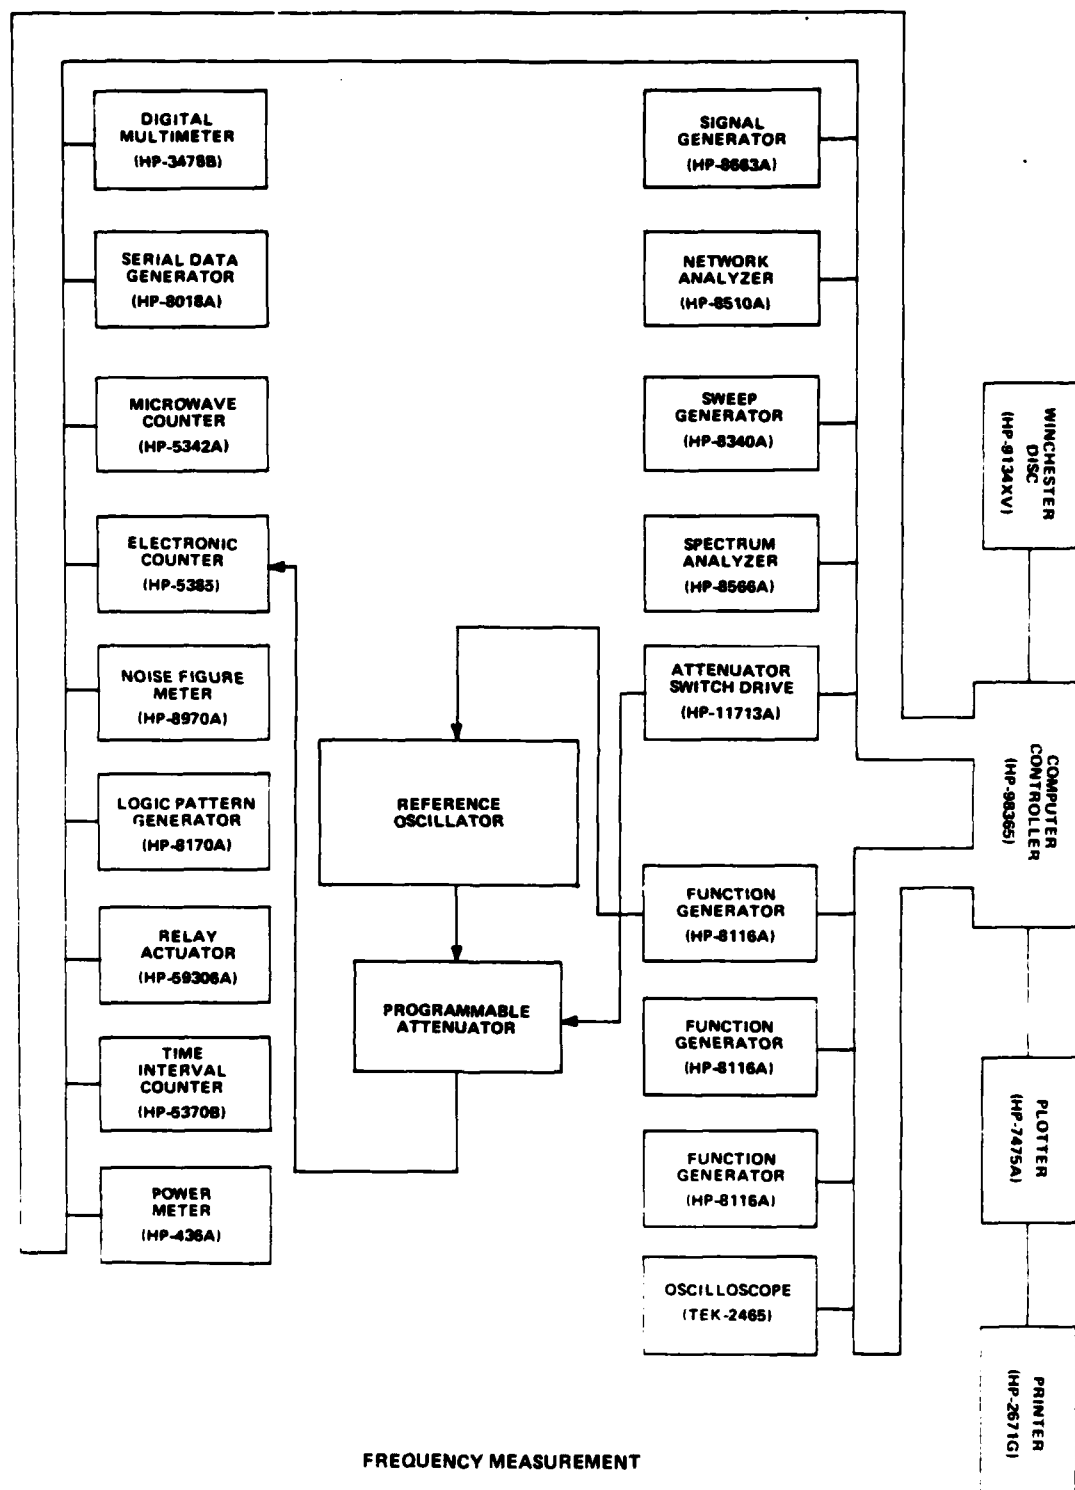 DIGITAL
MULTIMETER
(HP-3478B)
SERIAL DATA
GENERATOR
(HP-8018A)
MICROWAVE
COUNTER
(HP-5342A)
ELECTRONIC
COUNTER
(HP-5385)
NOISE FIGURE
METER
(HP-8970A)
LOGIC PATTERN
GENERATOR
(HP-8170A)
RELAY
ACTUATOR
(HP-59306A)
TIME
INTERVAL
COUNTER
(HP-5370B)
POWER
METER
(HP-436A)
REFERENCE
OSCILLATOR
PROGRAMMABLE
ATTENUATOR
SIGNAL
GENERATOR
(HP-8663A)
NETWORK
ANALYZER
(HP-8510A)
SWEEP
GENERATOR
(HP-8340A)
SPECTRUM
ANALYZER
(HP-8566A)
ATTENUATOR
SWITCH DRIVE
(HP-11713A)
FUNCTION
GENERATOR
(HP-8116A)
FUNCTION
GENERATOR
(HP-8116A)
FUNCTION
GENERATOR
(HP-8116A)
OSCILLOSCOPE
(TEK-2465)
WINCHESTER
DISC
(HP-9134XV)
COMPUTER
CONTROLLER
(HP-98365)
PLOTTER
(HP-7475A)
PRINTER
(HP-2671G)
FREQUENCY MEASUREMENT